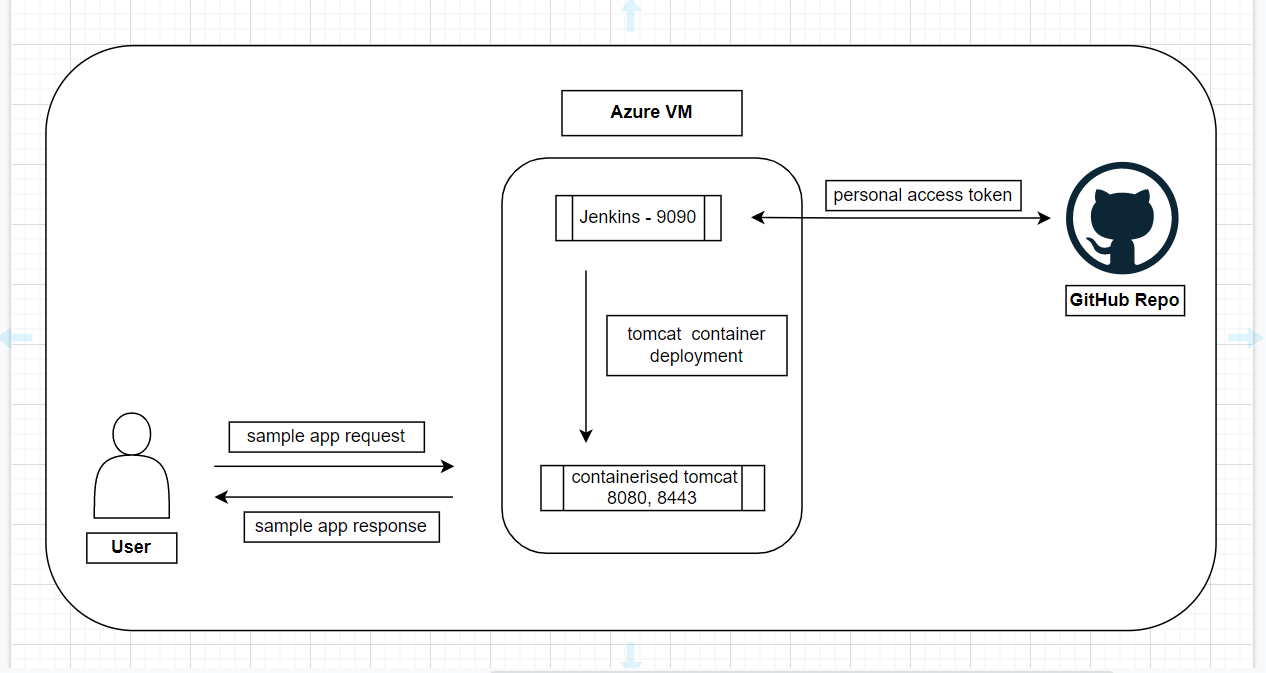 Azure VM
Jenkins - 9090
personal access token
GitHub Repo
tomcat container
deployment
sample app request
containerised tomcat
8080, 8443
sample app response
User